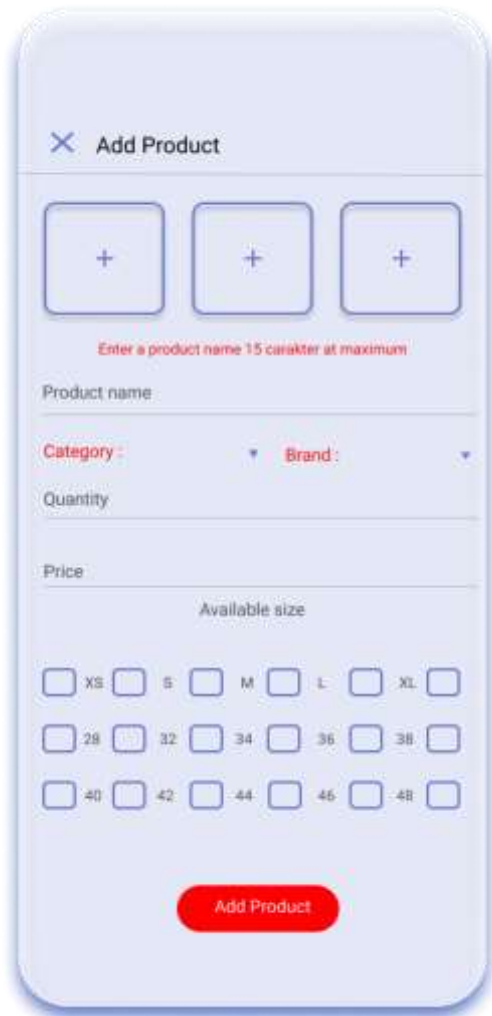 Add Product
+ + +
Enter a product name 15 carakter at maximum
Product name
Category : Brand :
Quantity
Price
Available size
XS S M L XL
28 32 34 36 38
40 42 44 46 48
Add Product